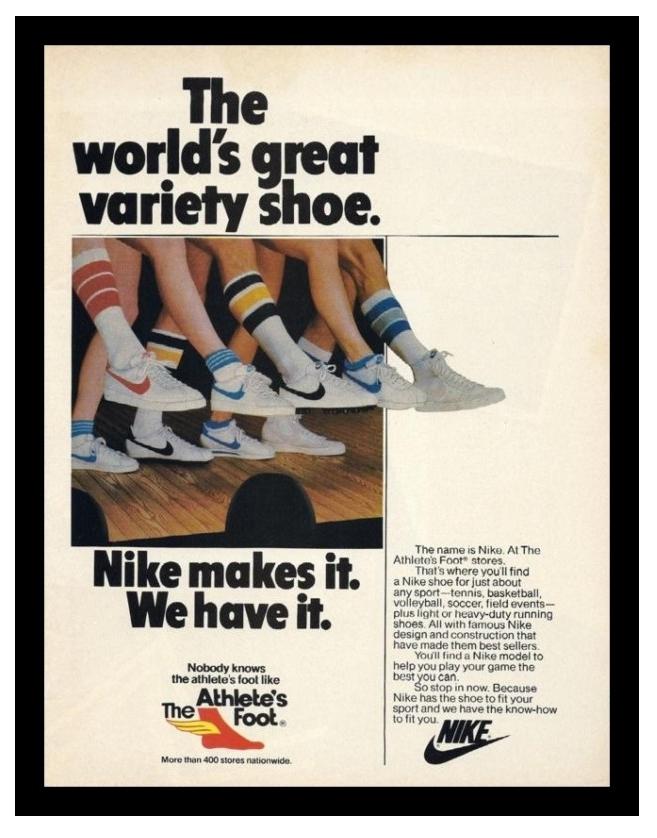 The
world's great
variety shoe.
Nike makes it.
We have it.
Nobody knows
the athlete's foot like
The Athlete's
Foot®
More than 400 stores nationwide.
The name is Nike. At The
Athlete's Foot® stores.
That's where you'll find
a Nike shoe for just about
any sport—tennis, basketball,
volleyball, soccer, field events—
plus light or heavy-duty running
shoes. All with famous Nike
design and construction that
have made them best sellers.
You'll find a Nike model to
help you play your game the
best you can.
So stop in now. Because
Nike has the shoe to fit your
sport and we have the know-how
to fit you.
NIKE